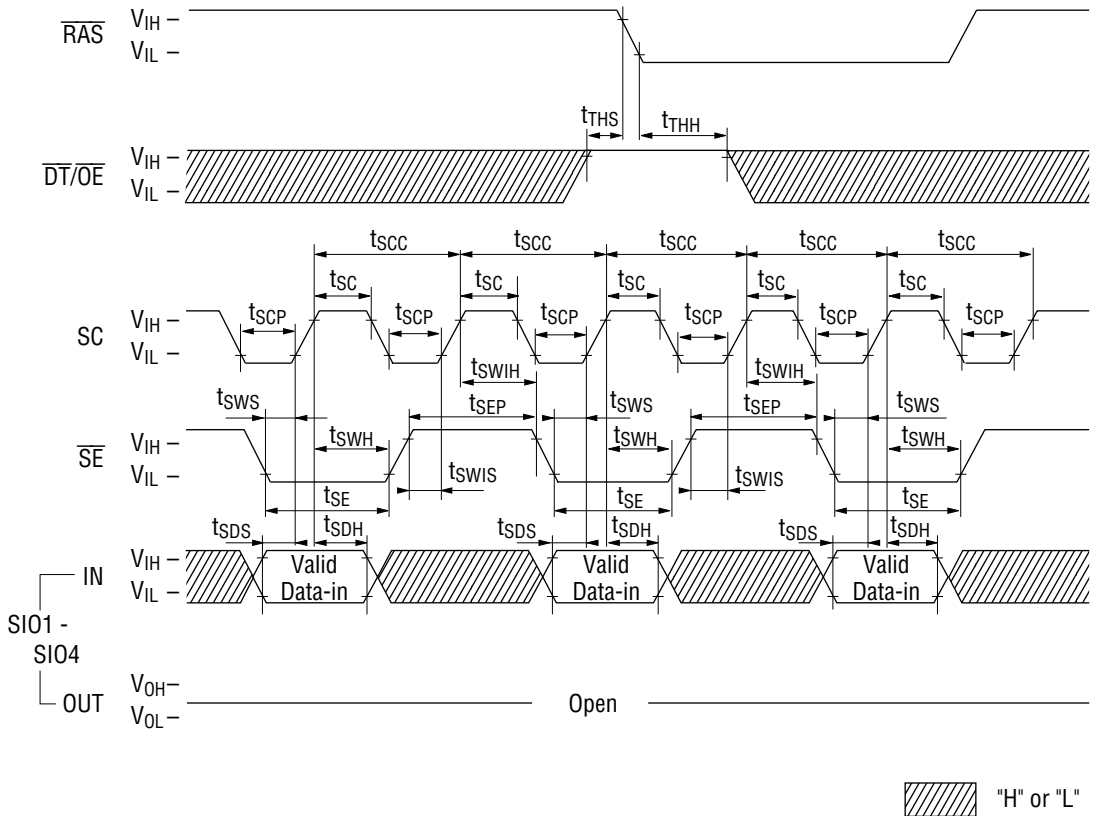 RAS
VIH
VIL
tTHS
tTHH
DT/OE
VIH
VIL
tSCC tSCC tSCC tSCC tSCC
tSC tSC tSC tSC tSC
tSCP tSCP tSCP tSCP tSCP tSCP
SC
VIH
VIL
tSWIH tSWIH
tSWS tSEP tSWS tSEP tSWS
SE
VIH
VIL
tSWH tSWH tSWH
tSWIS tSWIS
tSE tSE tSE
tSDS tSDH tSDS tSDH tSDS tSDH
IN
VIH
VIL
Valid Data-in
Valid Data-in
Valid Data-in
SIO1 -
SIO4
OUT
VOH
VOL
Open
"H" or "L"